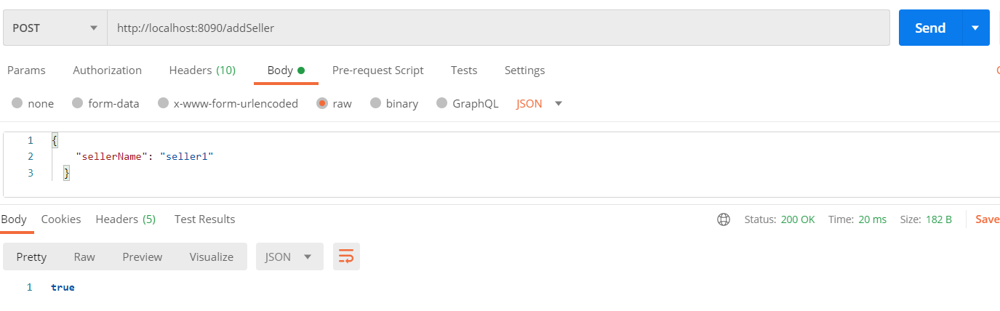 POST http://localhost:8090/addSeller Send
Params Authorization Headers (10) Body Pre-request Script Tests Settings
none form-data x-www-form-urlencoded raw binary GraphQL JSON
1 {
2 "sellerName": "seller1"
3 }
Body Cookies Headers (5) Test Results Status: 200 OK Time: 20 ms Size: 182 B Save
Pretty Raw Preview Visualize JSON
1 true